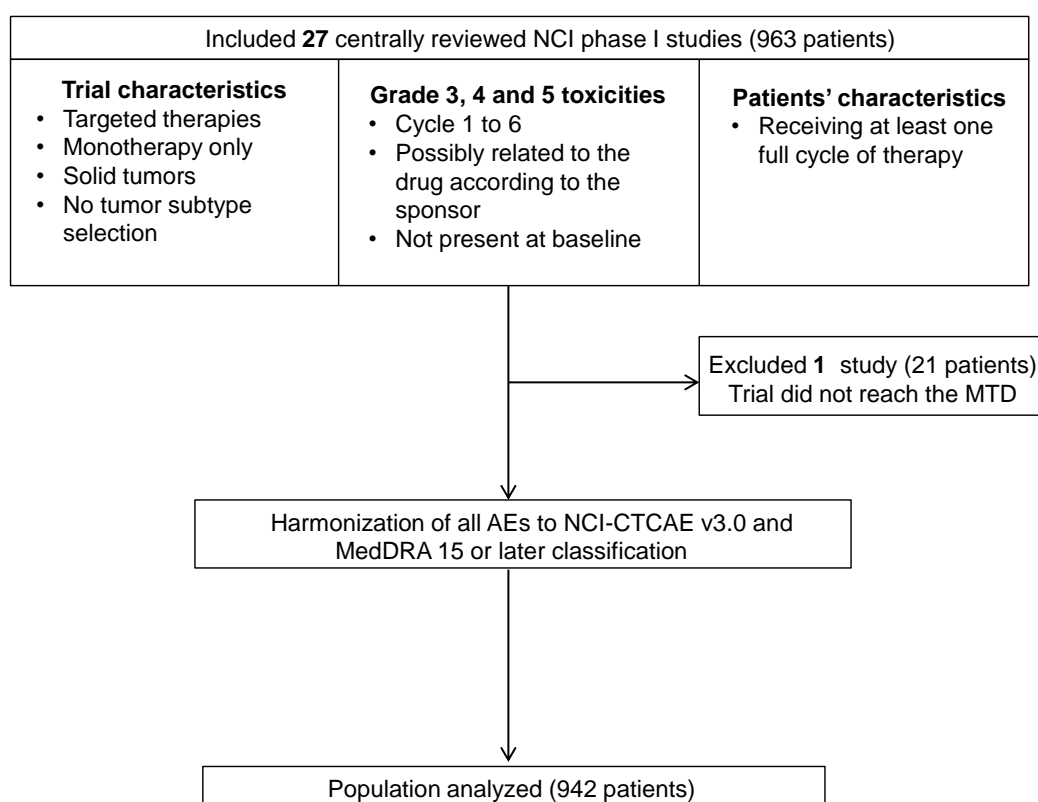 Included 27 centrally reviewed NCI phase I studies (963 patients)
Trial characteristics
• Targeted therapies
• Monotherapy only
• Solid tumors
• No tumor subtype
selection
Grade 3, 4 and 5 toxicities
• Cycle 1 to 6
• Possibly related to the
drug according to the
sponsor
• Not present at baseline
Patients’ characteristics
• Receiving at least one
full cycle of therapy
Excluded 1 study (21 patients)
Trial did not reach the MTD
Harmonization of all AEs to NCI-CTCAE v3.0 and
MedDRA 15 or later classification
Population analyzed (942 patients)